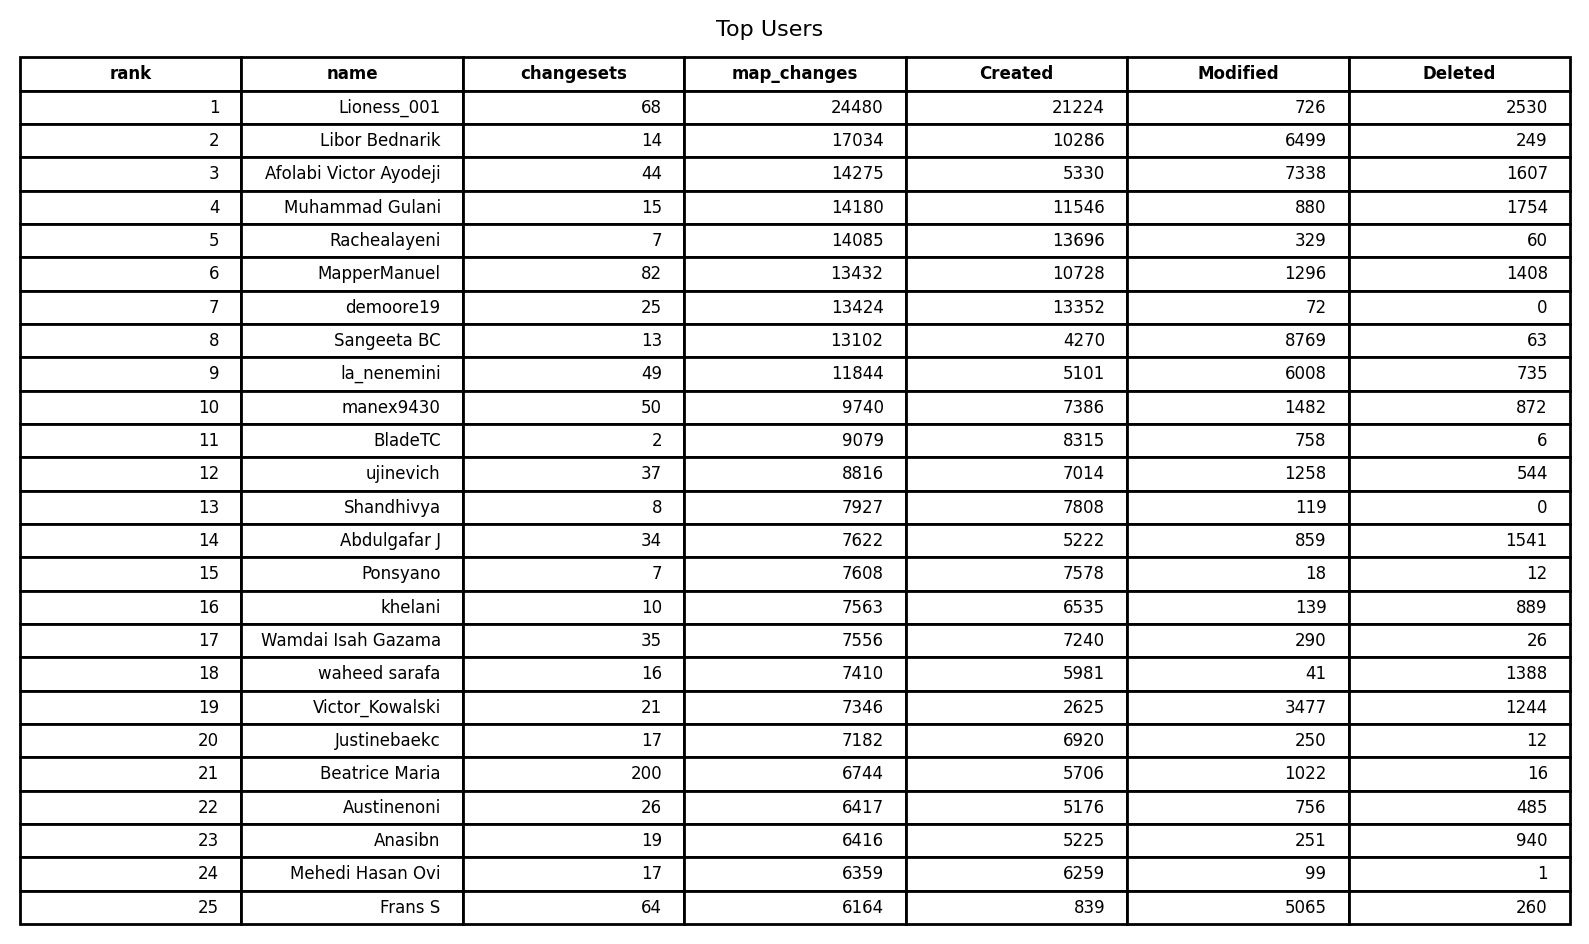 Top Users
rank name changesets map_changes Created Modified Deleted
1 Lioness_001 68 24480 21224 726 2530
2 Libor Bednarik 14 17034 10286 6499 249
3 Afolabi Victor Ayodeji 44 14275 5330 7338 1607
4 Muhammad Gulani 15 14180 11546 880 1754
5 Rachealayeni 7 14085 13696 329 60
6 MapperManuel 82 13432 10728 1296 1408
7 demoore19 25 13424 13352 72 0
8 Sangeeta BC 13 13102 4270 8769 63
9 la_nenemini 49 11844 5101 6008 735
10 manex9430 50 9740 7386 1482 872
11 BladeTC 2 9079 8315 758 6
12 ujinevich 37 8816 7014 1258 544
13 Shandhivya 8 7927 7808 119 0
14 Abdulgafar J 34 7622 5222 859 1541
15 Ponsyano 7 7608 7578 18 12
16 khelani 10 7563 6535 139 889
17 Wamdai Isah Gazama 35 7556 7240 290 26
18 waheed sarafa 16 7410 5981 41 1388
19 Victor_Kowalski 21 7346 2625 3477 1244
20 Justinebaekc 17 7182 6920 250 12
21 Beatrice Maria 200 6744 5706 1022 16
22 Austinenoni 26 6417 5176 756 485
23 Anasibn 19 6416 5225 251 940
24 Mehedi Hasan Ovi 17 6359 6259 99 1
25 Frans S 64 6164 839 5065 260